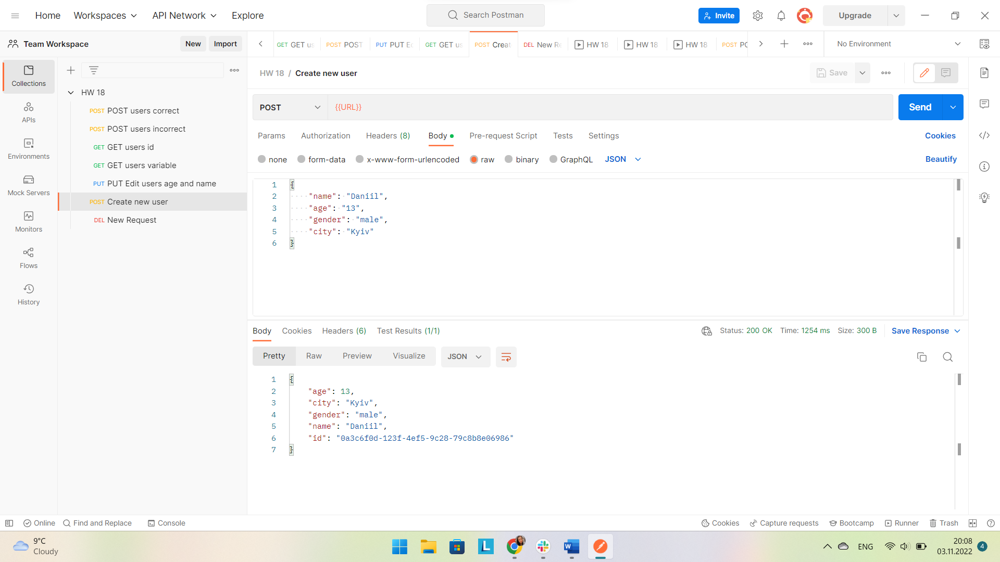 Home Workspaces API Network Explore Search Postman Invite Upgrade
Team Workspace New Import GET GET us POST POST PUT PUT Ec GET GET us POST Creat DEL New Re HW 18 HW 18 HW 18 POST PC No Environment
Collections
APIs
Environments
Mock Servers
Monitors
Flows
History
HW 18
POST POST users correct
POST POST users incorrect
GET GET users id
GET GET users variable
PUT PUT Edit users age and name
POST Create new user
DEL New Request
HW 18 / Create new user Save
POST {{URL}} Send
Params Authorization Headers (8) Body Pre-request Script Tests Settings Cookies
none form-data x-www-form-urlencoded raw binary GraphQL JSON Beautify
1 {
2 "name": "Daniil",
3 "age": "13",
4 "gender": "male",
5 "city": "Kyiv"
6 }
Body Cookies Headers (6) Test Results (1/1) Status: 200 OK Time: 1254 ms Size: 300 B Save Response
Pretty Raw Preview Visualize JSON
1 {
2 "age": 13,
3 "city": "Kyiv",
4 "gender": "male",
5 "name": "Daniil",
6 "id": "0a3c6f0d-123f-4ef5-9c28-79c8b8e06986"
7 }
Online Find and Replace Console Cookies Capture requests Bootcamp Runner Trash
9°C
Cloudy
ENG
20:08
03.11.2022
4